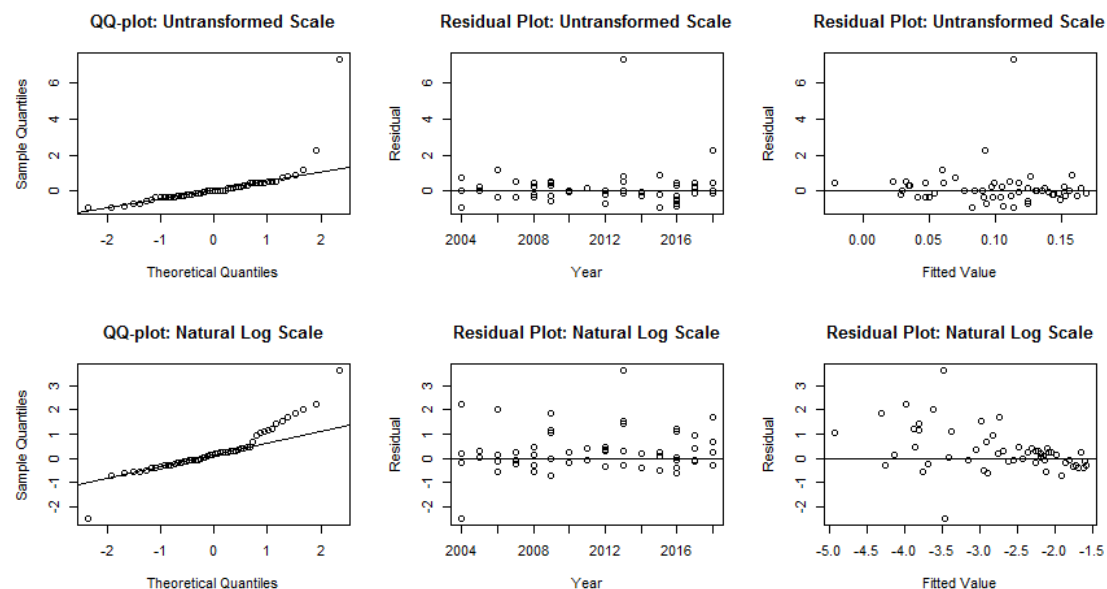 QQ-plot: Untransformed Scale
Sample Quantiles
6
4
2
0
-2 -1 0 1 2
Theoretical Quantiles
Residual Plot: Untransformed Scale
Residual
6
4
2
0
2004 2008 2012 2016
Year
Residual Plot: Untransformed Scale
Residual
6
4
2
0
0.00 0.05 0.10 0.15
Fitted Value
QQ-plot: Natural Log Scale
Sample Quantiles
3
2
1
0
-1
-2
-2 -1 0 1 2
Theoretical Quantiles
Residual Plot: Natural Log Scale
Residual
3
2
1
0
-1
-2
2004 2008 2012 2016
Year
Residual Plot: Natural Log Scale
Residual
3
2
1
0
-1
-2
-5.0 -4.5 -4.0 -3.5 -3.0 -2.5 -2.0 -1.5
Fitted Value